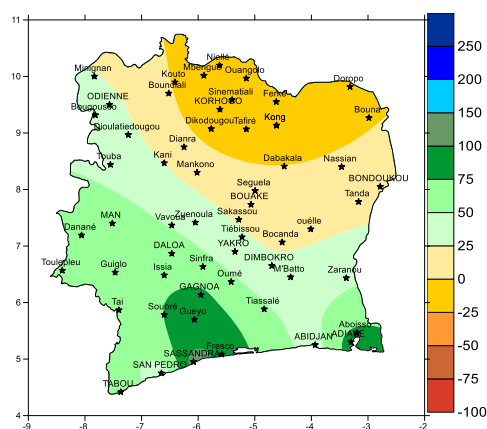 11
10
9
8
7
6
5
4
-9 -8 -7 -6 -5 -4 -3 -2
Niellé
Minignan
Mbengué
Ouangolo
Kouto
Doropo
Boundiali
Sinematiali
Ferké
ODIENNE
KORHOGO
Bougousso
Bouna
Kong
Dikodougou
Tafiré
Dioulatiedougou
Diana
Touba
Kani
Dabakala
Nassian
Mankono
BONDOUKOU
Seguela
BOUAKE
Tanda
MAN
Vavoua
Zuenoula
Sakassou
ouélle
Danané
Tiébissou
Bocanda
DALOA
YAKRO
Toulepleu
Guiglo
Issia
Sinfra
DIMBOKRO
M'Batto
Zaranou
Oumé
GAGNOA
Tai
Soubré
Gueyo
Tiassalé
Aboisso
ADIAKE
ABIDJAN
Fresco
SASSANDRA
SAN PEDRO
TABOU
250
200
150
100
75
50
25
0
-25
-50
-75
-100